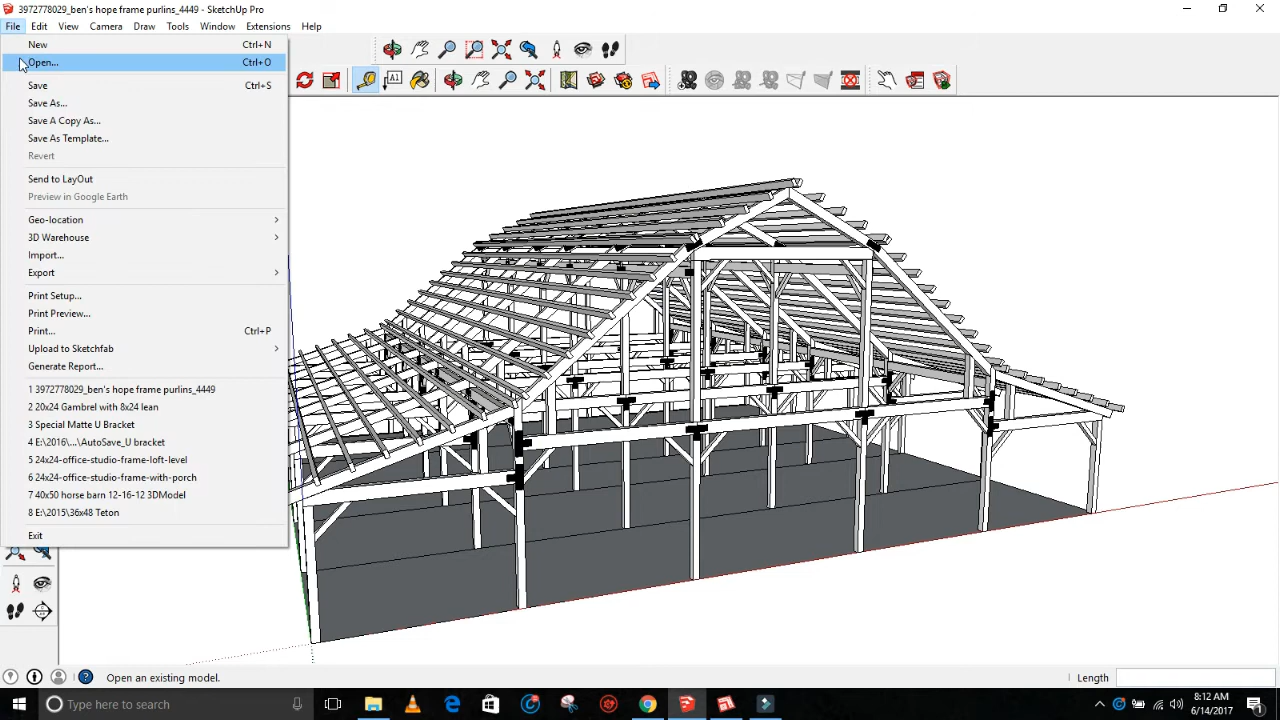 3972778029_ben's hope frame purlins_4449 - SketchUp Pro
File Edit View Camera Draw Tools Window Extensions Help
New Ctrl+N
Open... Ctrl+O
Save Ctrl+S
Save As...
Save A Copy As...
Save As Template...
Revert
Send to LayOut
Preview in Google Earth
Geo-location
3D Warehouse
Import...
Export
Print Setup...
Print Preview...
Print... Ctrl+P
Upload to Sketchfab
Generate Report...
1 3972778029_ben's hope frame purlins_4449
2 20x24 Gambrel with 8x24 lean
3 Special Matte U Bracket
4 E:\2016\...\AutoSave_U bracket
5 24x24-office-studio-frame-loft-level
6 24x24-office-studio-frame-with-porch
7 40x50 horse barn 12-16-12 3DModel
8 E:\2015\36x48 Teton
Exit
A1
Open an existing model. Length
Type here to search
8:12 AM
6/14/2017